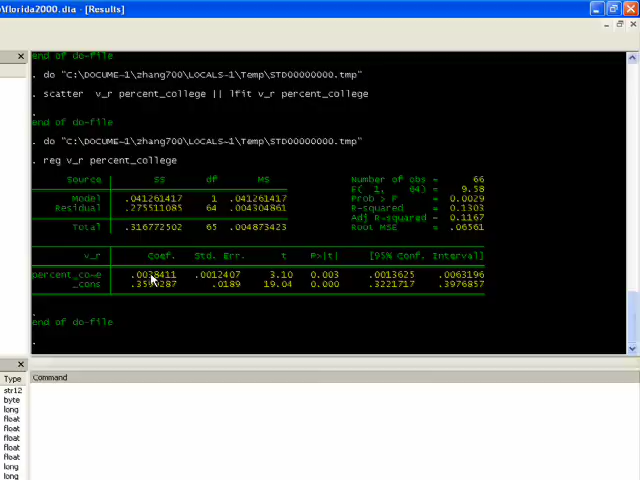 florida2000.dta - [Results]
end of do-file
. do "C:\DOCUME~1\zhang700\LOCALS~1\Temp\STD00000000.tmp"
. scatter v_r percent_college || lfit v_r percent_college
.
end of do-file
. do "C:\DOCUME~1\zhang700\LOCALS~1\Temp\STD00000000.tmp"
. reg v_r percent_college
Source | SS df MS Number of obs = 66
F( 1, 64) = 9.58
Model | .041261417 1 .041261417 Prob > F = 0.0029
Residual | .275511085 64 .004304861 R-squared = 0.1303
Adj R-squared = 0.1167
Total | .316772502 65 .004873423 Root MSE = .06561
v_r | Coef. Std. Err. t P>|t| [95% Conf. Interval]
percent_co~e | .0038411 .0012407 3.10 0.003 .0013625 .0063196
_cons | .0189 19.04 0.000 .3221717 .3976857
.
end of do-file
.
Command
Type
str12
byte
long
float
float
float
float
float
long
long